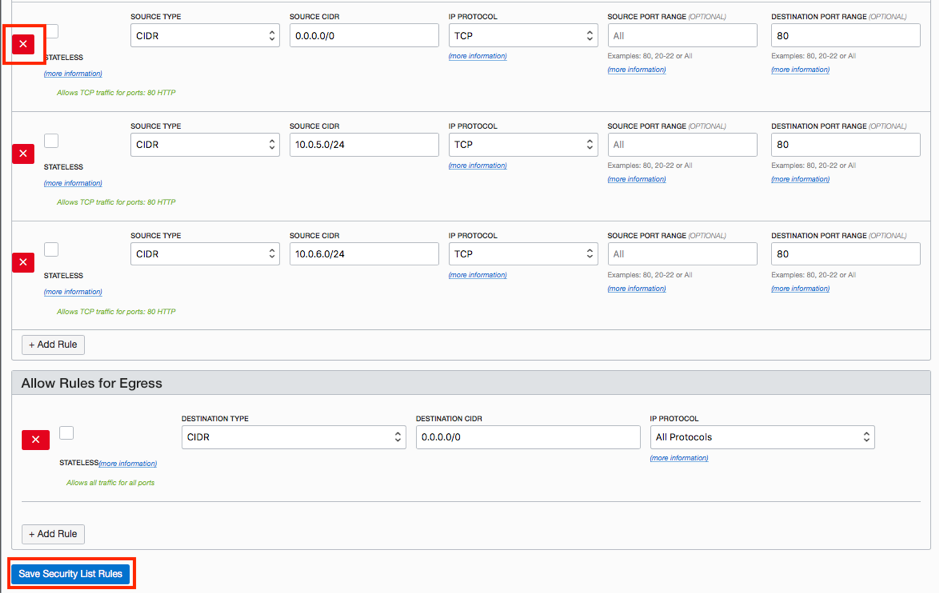 SOURCE TYPE SOURCE CIDR IP PROTOCOL SOURCE PORT RANGE (OPTIONAL) DESTINATION PORT RANGE (OPTIONAL)
CIDR 0.0.0.0/0 TCP All 80
STATELESS (more information) Examples: 80, 20-22 or All Examples: 80, 20-22 or All
(more information) (more information) (more information)
Allows TCP traffic for ports: 80 HTTP
SOURCE TYPE SOURCE CIDR IP PROTOCOL SOURCE PORT RANGE (OPTIONAL) DESTINATION PORT RANGE (OPTIONAL)
CIDR 10.0.5.0/24 TCP All 80
STATELESS (more information) Examples: 80, 20-22 or All Examples: 80, 20-22 or All
(more information) (more information) (more information)
Allows TCP traffic for ports: 80 HTTP
SOURCE TYPE SOURCE CIDR IP PROTOCOL SOURCE PORT RANGE (OPTIONAL) DESTINATION PORT RANGE (OPTIONAL)
CIDR 10.0.6.0/24 TCP All 80
STATELESS (more information) Examples: 80, 20-22 or All Examples: 80, 20-22 or All
(more information) (more information) (more information)
Allows TCP traffic for ports: 80 HTTP
+ Add Rule
Allow Rules for Egress
DESTINATION TYPE DESTINATION CIDR IP PROTOCOL
CIDR 0.0.0.0/0 All Protocols
STATELESS (more information) (more information)
Allows all traffic for all ports
+ Add Rule
Save Security List Rules